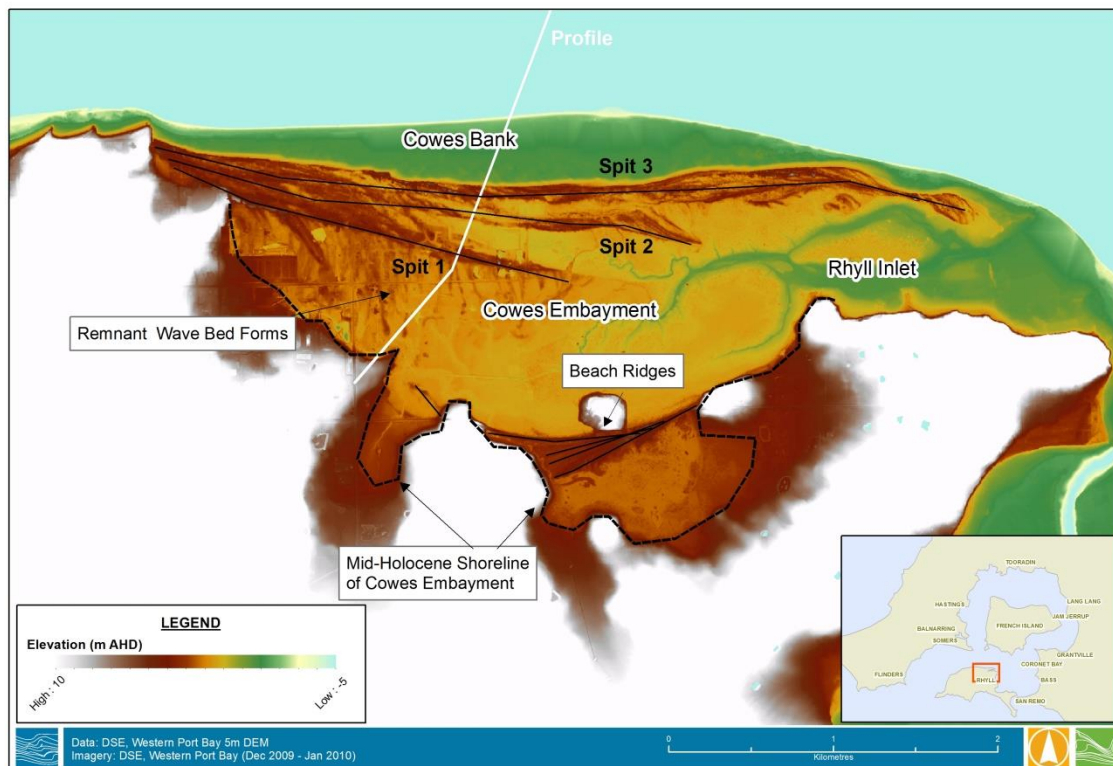 Profile
Cowes Bank
Spit 3
Spit 2
Spit 1
Rhyll Inlet
Cowes Embayment
Remnant Wave Bed Forms
Beach Ridges
Mid-Holocene Shoreline
of Cowes Embayment
LEGEND
Elevation (m AHD)
High : 10
Low : -5
TOORADIN
HASTINGS
LANG LANG
JAM JERRUP
FRENCH ISLAND
BALNARRING
SOMERS
GRANTVILLE
CORONET BAY
FLINDERS
RHYLL
BASS
SAN REMO
Data: DSE, Western Port Bay 5m DEM
Imagery: DSE, Western Port Bay (Dec 2009 - Jan 2010)
0 1 2
Kilometres